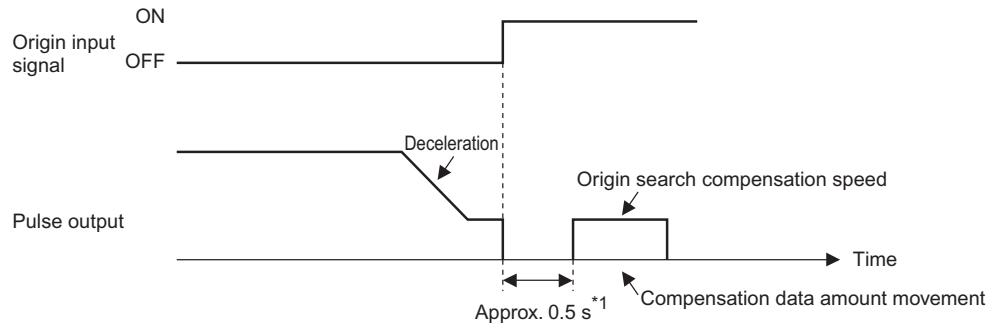 ON
Origin input
signal
OFF
Deceleration
Origin search compensation speed
Pulse output
Time
Approx. 0.5 s*1
Compensation data amount movement